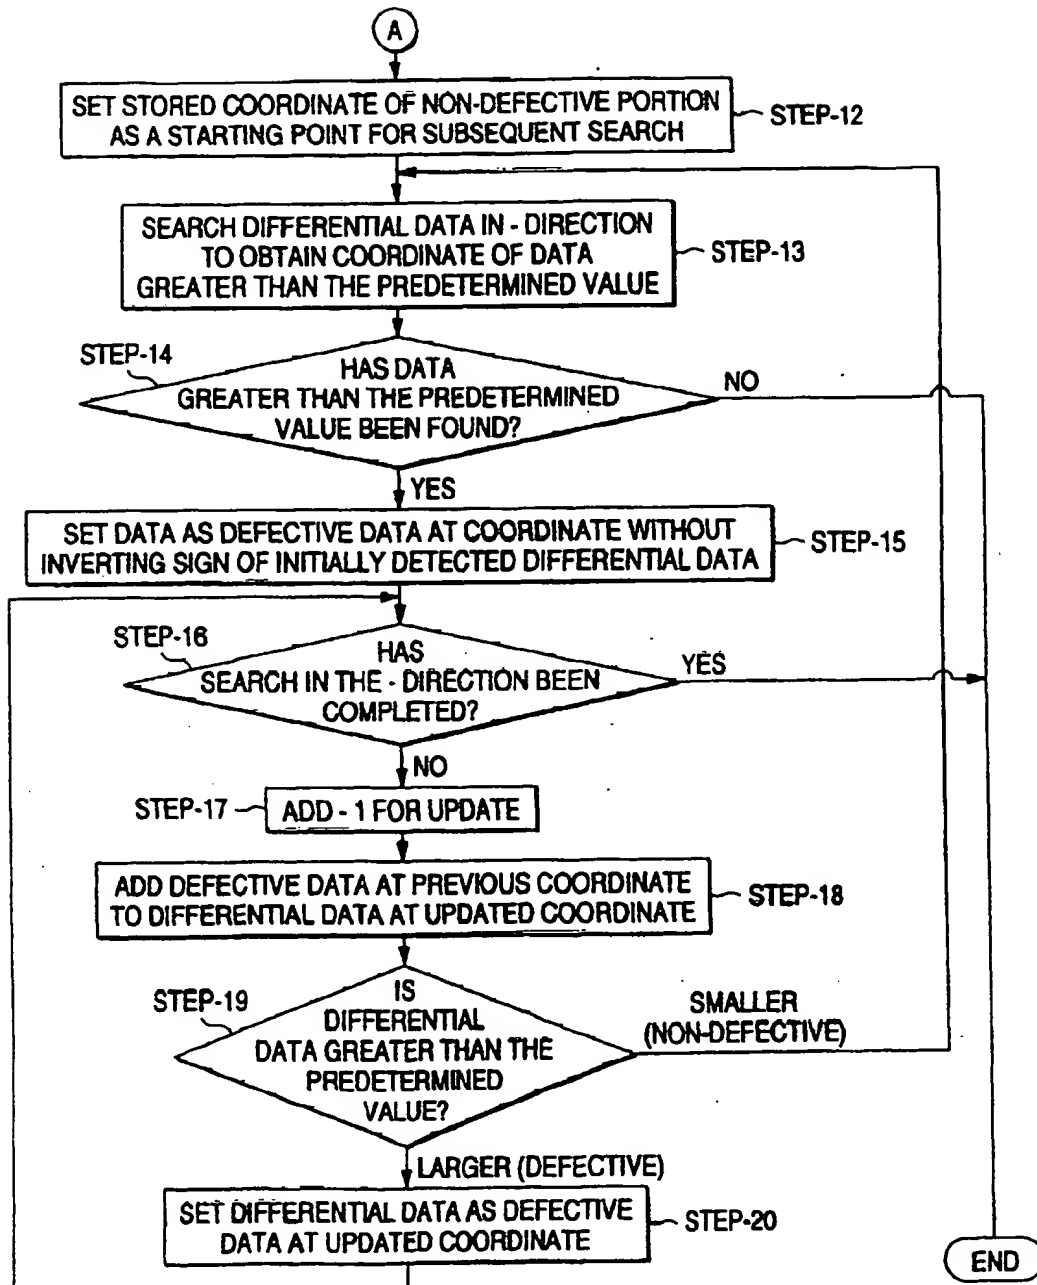 A
SET STORED COORDINATE OF NON-DEFECTIVE PORTION
AS A STARTING POINT FOR SUBSEQUENT SEARCH
STEP-12
SEARCH DIFFERENTIAL DATA IN - DIRECTION
TO OBTAIN COORDINATE OF DATA
GREATER THAN THE PREDETERMINED VALUE
STEP-13
STEP-14
HAS DATA
GREATER THAN THE PREDETERMINED
VALUE BEEN FOUND?
NO
YES
SET DATA AS DEFECTIVE DATA AT COORDINATE WITHOUT
INVERTING SIGN OF INITIALLY DETECTED DIFFERENTIAL DATA
STEP-15
STEP-16
HAS
SEARCH IN THE - DIRECTION BEEN
COMPLETED?
YES
NO
STEP-17
ADD - 1 FOR UPDATE
ADD DEFECTIVE DATA AT PREVIOUS COORDINATE
TO DIFFERENTIAL DATA AT UPDATED COORDINATE
STEP-18
STEP-19
IS
DIFFERENTIAL
DATA GREATER THAN THE
PREDETERMINED
VALUE?
SMALLER
(NON-DEFECTIVE)
LARGER (DEFECTIVE)
SET DIFFERENTIAL DATA AS DEFECTIVE
DATA AT UPDATED COORDINATE
STEP-20
END